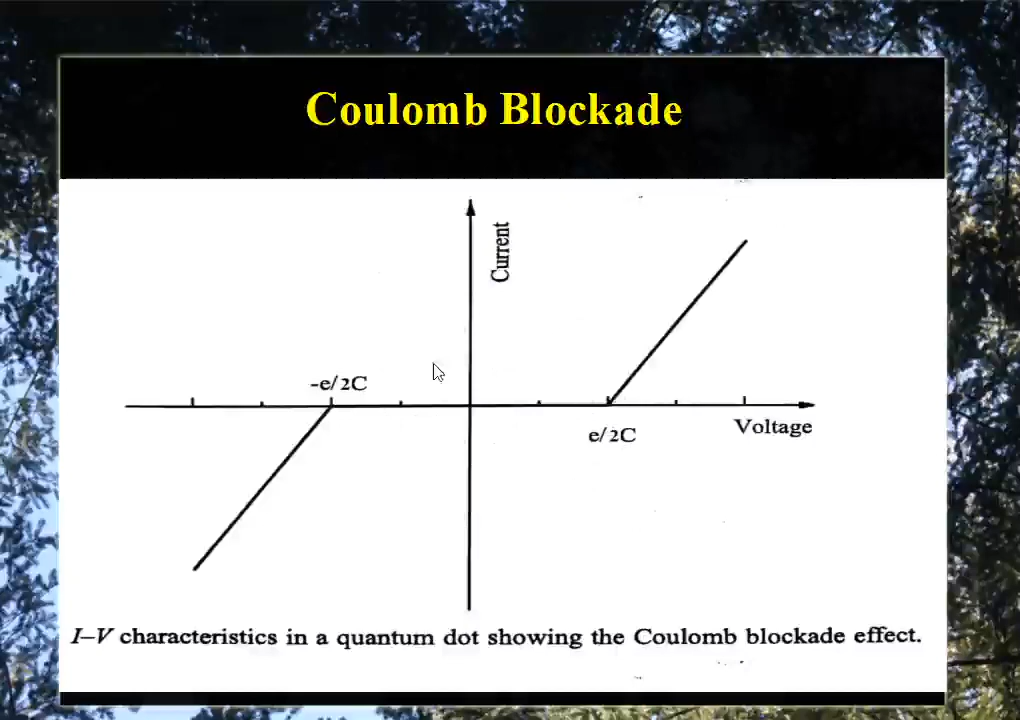 Coulomb Blockade
Current
-e/2C
e/2C
Voltage
I–V characteristics in a quantum dot showing the Coulomb blockade effect.